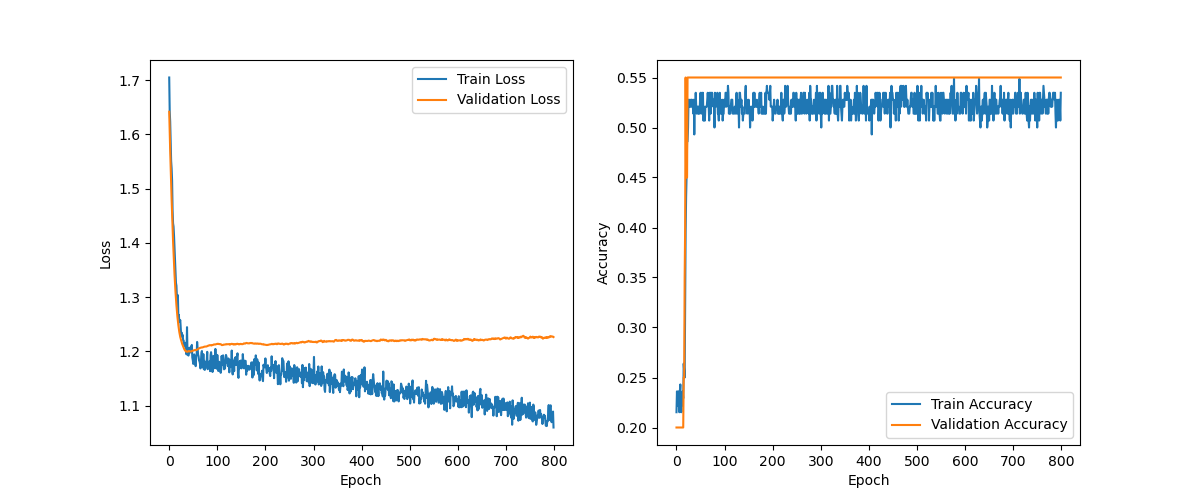 Train Loss
Validation Loss
1.7
1.6
1.5
1.4
1.3
1.2
1.1
Loss
0 100 200 300 400 500 600 700 800
Epoch
0.55
0.50
0.45
0.40
0.35
0.30
0.25
0.20
Accuracy
Train Accuracy
Validation Accuracy
0 100 200 300 400 500 600 700 800
Epoch